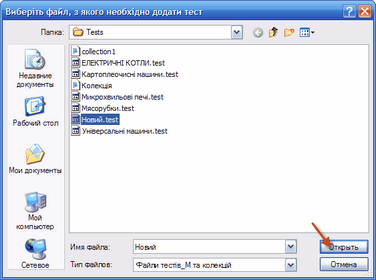 Виберіть файл, з якого необхідно додати тест
Папка:
Tests
Недавние документы
Рабочий стол
Мои документы
Мой компьютер
Сетевое
collection1
ЕЛЕКТРИЧНІ КОТЛИ.test
Картоплеочисні машини.test
Колекція
Микрохвильові печі.test
Мясорубки.test
Новий.test
Універсальні машини.test
Имя файла:
Новий
Открыть
Тип файлов:
Файли тестів_М та колекцій
Отмена